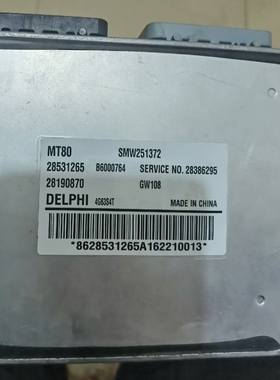 MT80 SMW251372
28531265 B6000764 SERVICE NO. 28386295
28190870 GW108
DELPHI 4G63S4T MADE IN CHINA
*8628531265A162210013*